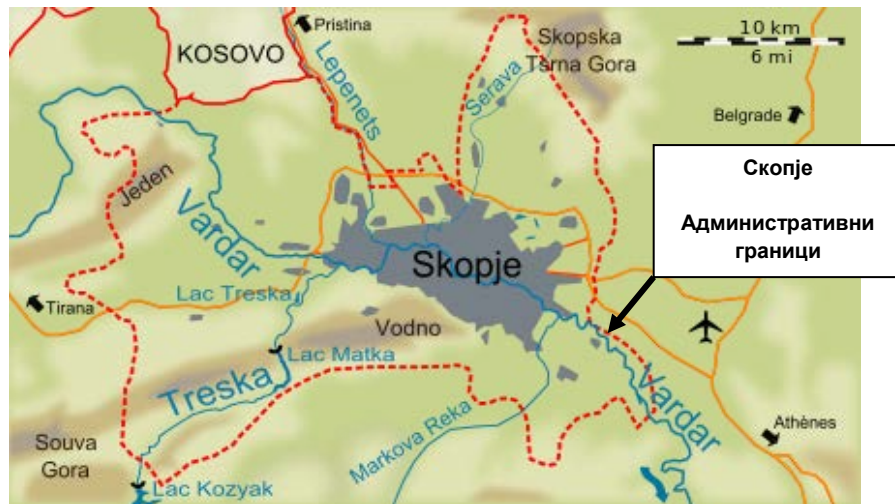 Pristina
KOSOVO
Lepenets
Serava
Skopska
Tsrna Gora
10 km
6 mi
Belgrade
Скопје
Административни
граници
Jeden
Vardar
Skopje
Lac Treska
Tirana
Vodno
Lac Matka
Treska
Vardar
Souva
Gora
Markova Reka
Athènes
Lac Kozyak